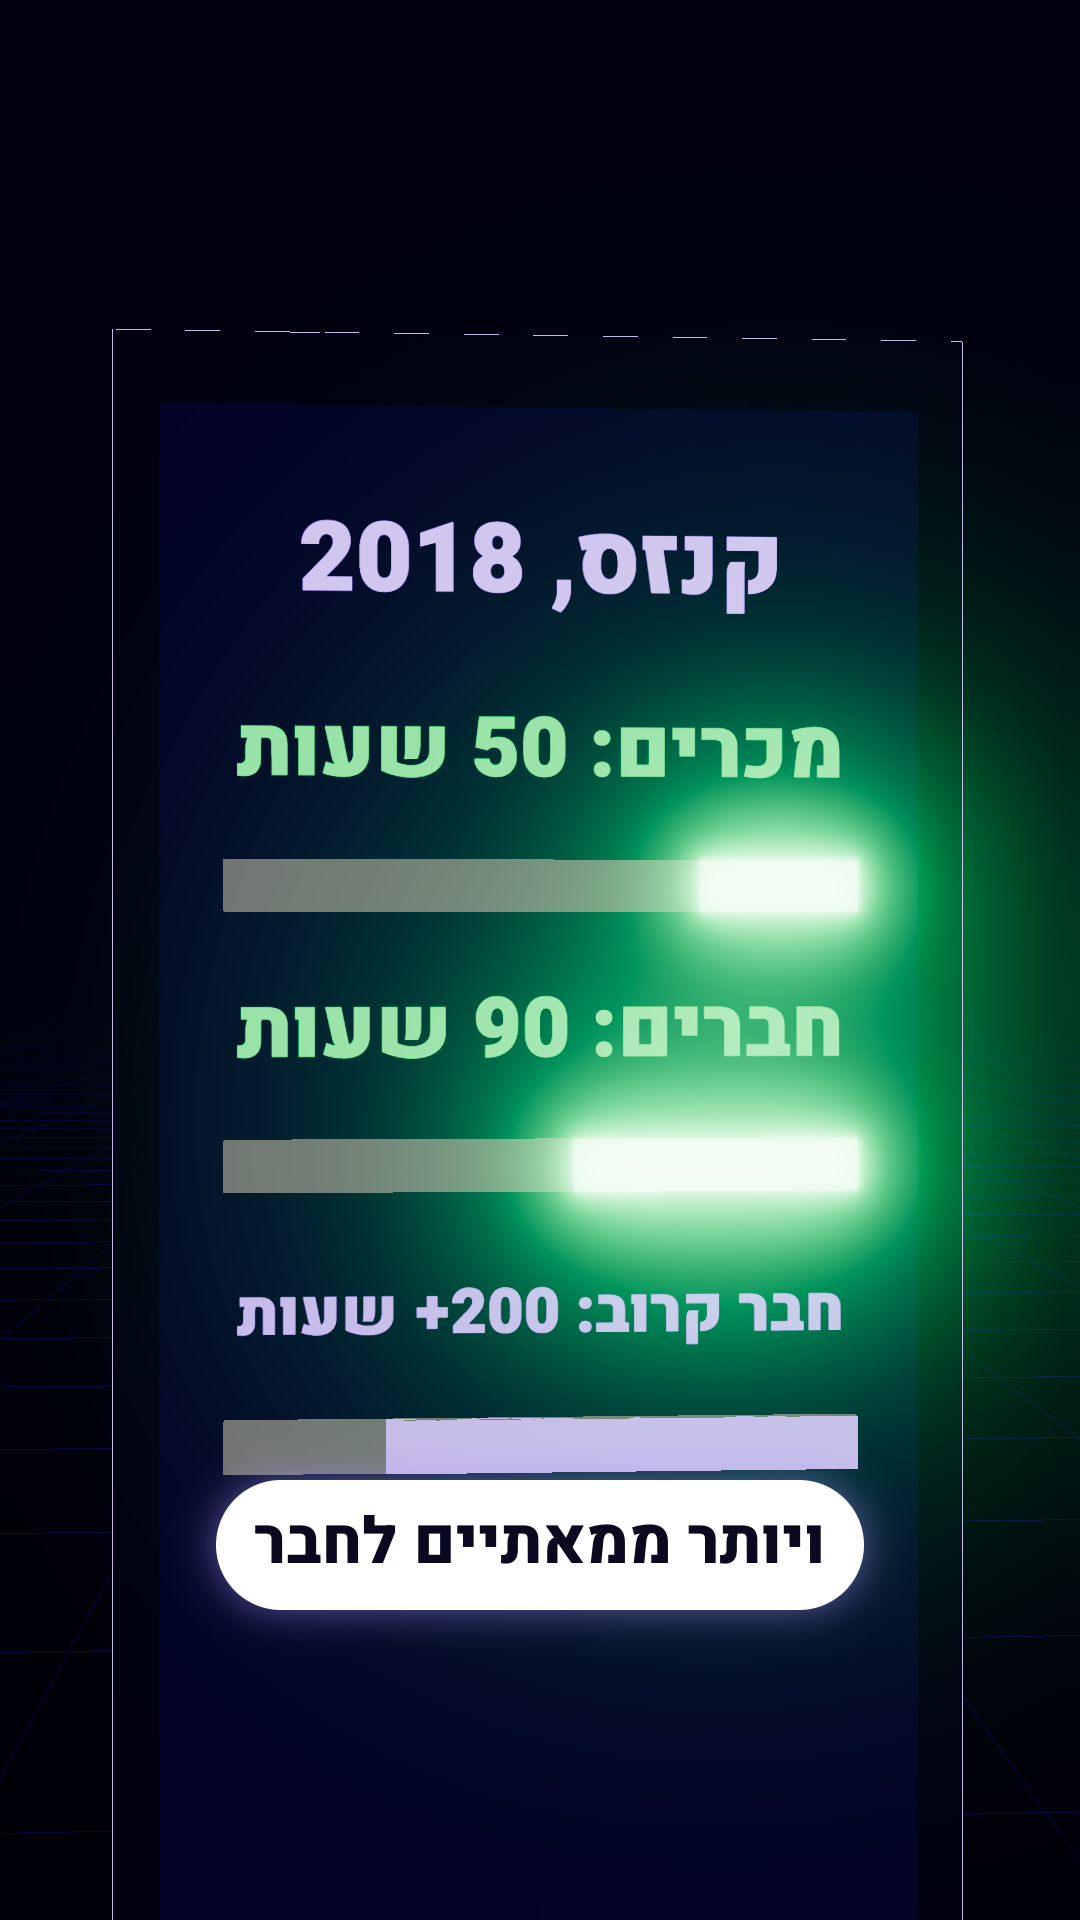 קנזס, 2018
מכרים: 50 שעות
חברים: 90 שעות
חבר קרוב: 200+ שעות
ויותר ממאתיים לחבר